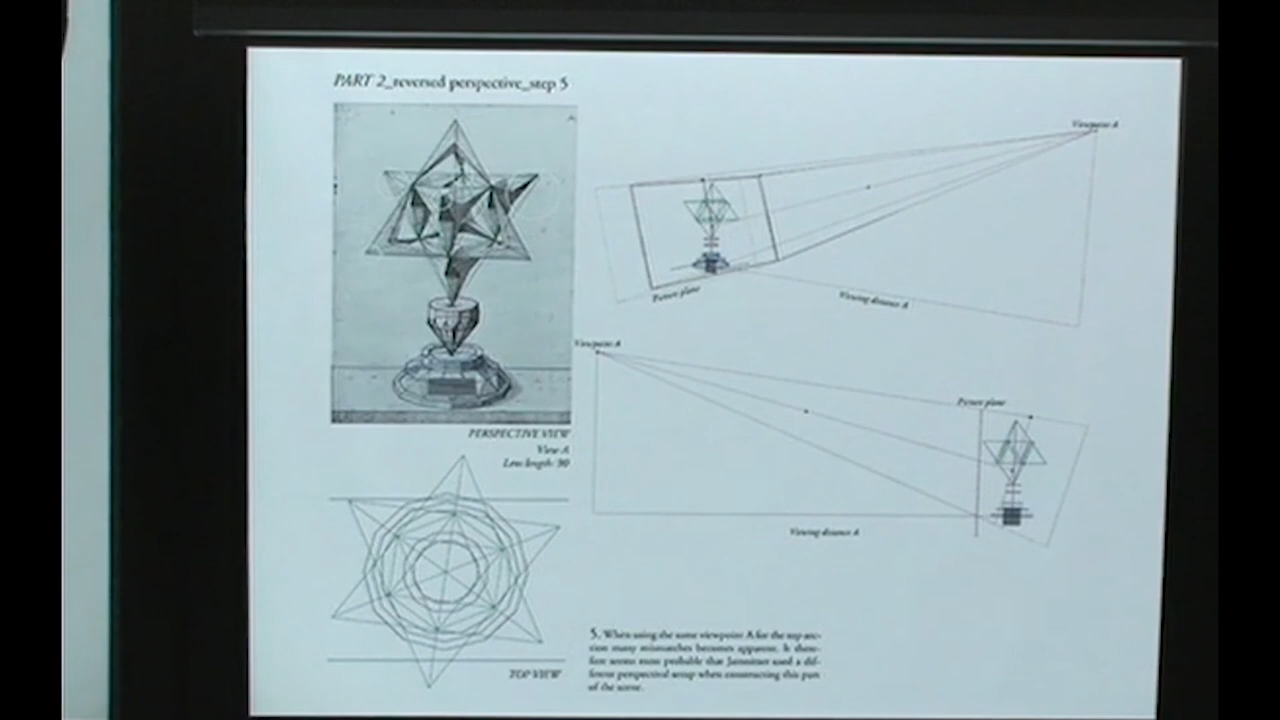 PART 2_reversed perspective_step 5
Viewpoint A
Picture plane
Viewing distance A
Viewpoint A
Picture plane
Viewing distance A
PERSPECTIVE VIEW
View A
Lens length: 90
TOP VIEW
5. When using the same viewpoint A for the top sec-
tion many mismatches becomes apparent. It there-
fore seems most probable that Jamnitzer used a dif-
ferent perspectival setup when constructing this part
of the scene.